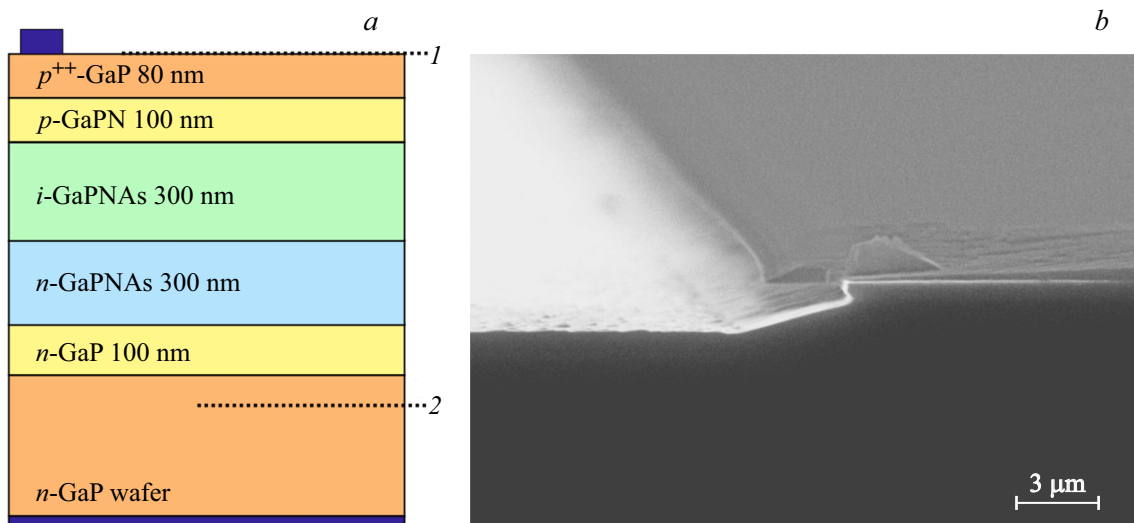 a
b
1
p++-GaP 80 nm
p-GaPN 100 nm
i-GaPNAs 300 nm
n-GaPNAs 300 nm
n-GaP 100 nm
2
n-GaP wafer
3 μm